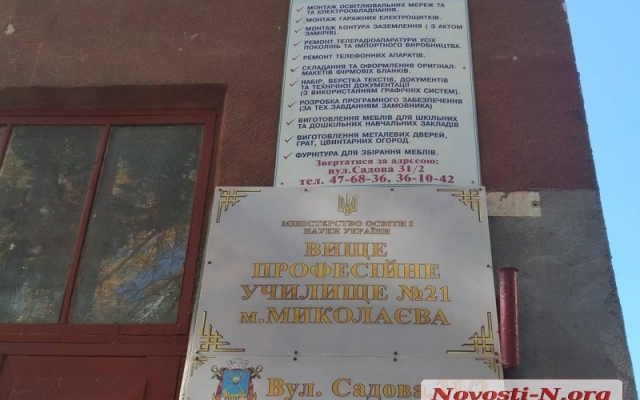 МОНТАЖ ОСВІТЛЮВАЛЬНИХ МЕРЕЖ ТА
ТА ЕЛЕКТРООБЛАДНАННЯ.
МОНТАЖ ГАРАЖНИХ ЕЛЕКТРОЩИТКІВ.
МОНТАЖ КОНТУРА ЗАЗЕМЛЕННЯ ( З АКТОМ
ЗАМІРІВ).
РЕМОНТ ТЕЛЕРАДІОАПАРАТУРИ УСІХ
ПОКОЛІНЬ ТА ІМПОРТНОГО ВИРОБНИЦТВА.
РЕМОНТ ТЕЛЕФОННИХ АПАРАТІВ.
СКЛАДАННЯ ТА ОФОРМЛЕННЯ ОРИГІНАЛ-
МАКЕТІВ ФІРМОВИХ БЛАНКІВ.
НАБІР, ВЕРСТКА ТЕКСТІВ, ДОКУМЕНТІВ
ТА ТЕХНІЧНОЇ ДОКУМЕНТАЦІЇ
(З ВИКОРИСТАННЯМ ГРАФІЧНИХ СИСТЕМ).
РОЗРОБКА ПРОГРАМНОГО ЗАБЕЗПЕЧЕННЯ
(ЗА ТЕХ.ЗАВДАННЯМ ЗАМОВНИКА)
ВИГОТОВЛЕННЯ МЕБЛІВ ДЛЯ ШКІЛЬНИХ
ТА ДОШКІЛЬНИХ НАВЧАЛЬНИХ ЗАКЛАДІВ
ВИГОТОВЛЕННЯ МЕТАЛЕВИХ ДВЕРЕЙ,
ГРАТ, ЦВИНТАРНИХ ОГОРОД.
ФУРНІТУРА ДЛЯ ЗБИРАННЯ МЕБЛІВ.
Звертатися за адрсесою:
вул.Садова 31/2
тел. 47-68-36, 36-10-42
МІНІСТЕРСТВО ОСВІТИ І
НАУКИ УКРАЇНИ
ВИЩЕ
ПРОФЕСІЙНЕ
УЧИЛИЩЕ №21
м.МИКОЛАЄВА
Вул. Садова
Novosti-N.org
Novosti-N.org